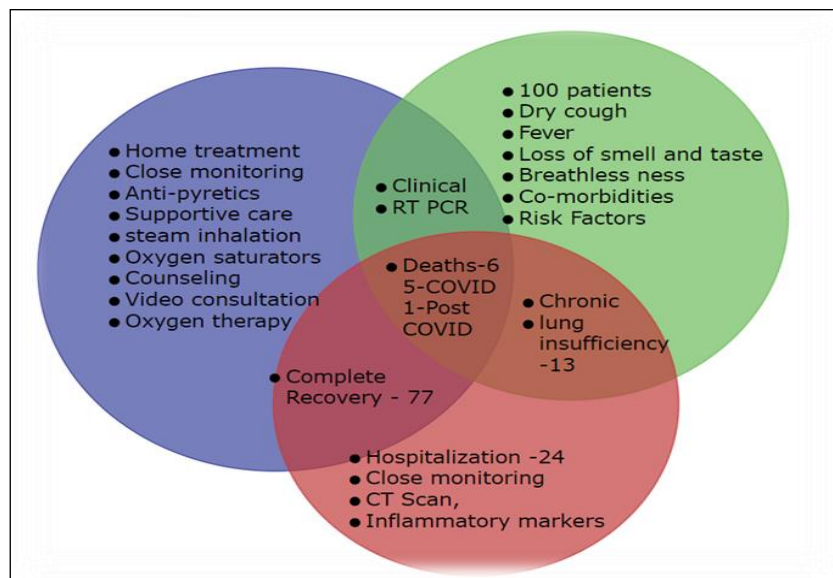 ● Home treatment
● Close monitoring
● Anti-pyretics
● Supportive care
● steam inhalation
● Oxygen saturators
● Counseling
● Video consultation
● Oxygen therapy
● Clinical
● RT PCR
● 100 patients
● Dry cough
● Fever
● Loss of smell and taste
● Breathless ness
● Co-morbidities
● Risk Factors
● Deaths-6
5-COVID
1-Post
COVID
● Chronic
● lung
insufficiency
-13
● Complete
Recovery - 77
● Hospitalization -24
● Close monitoring
● CT Scan,
● Inflammatory markers